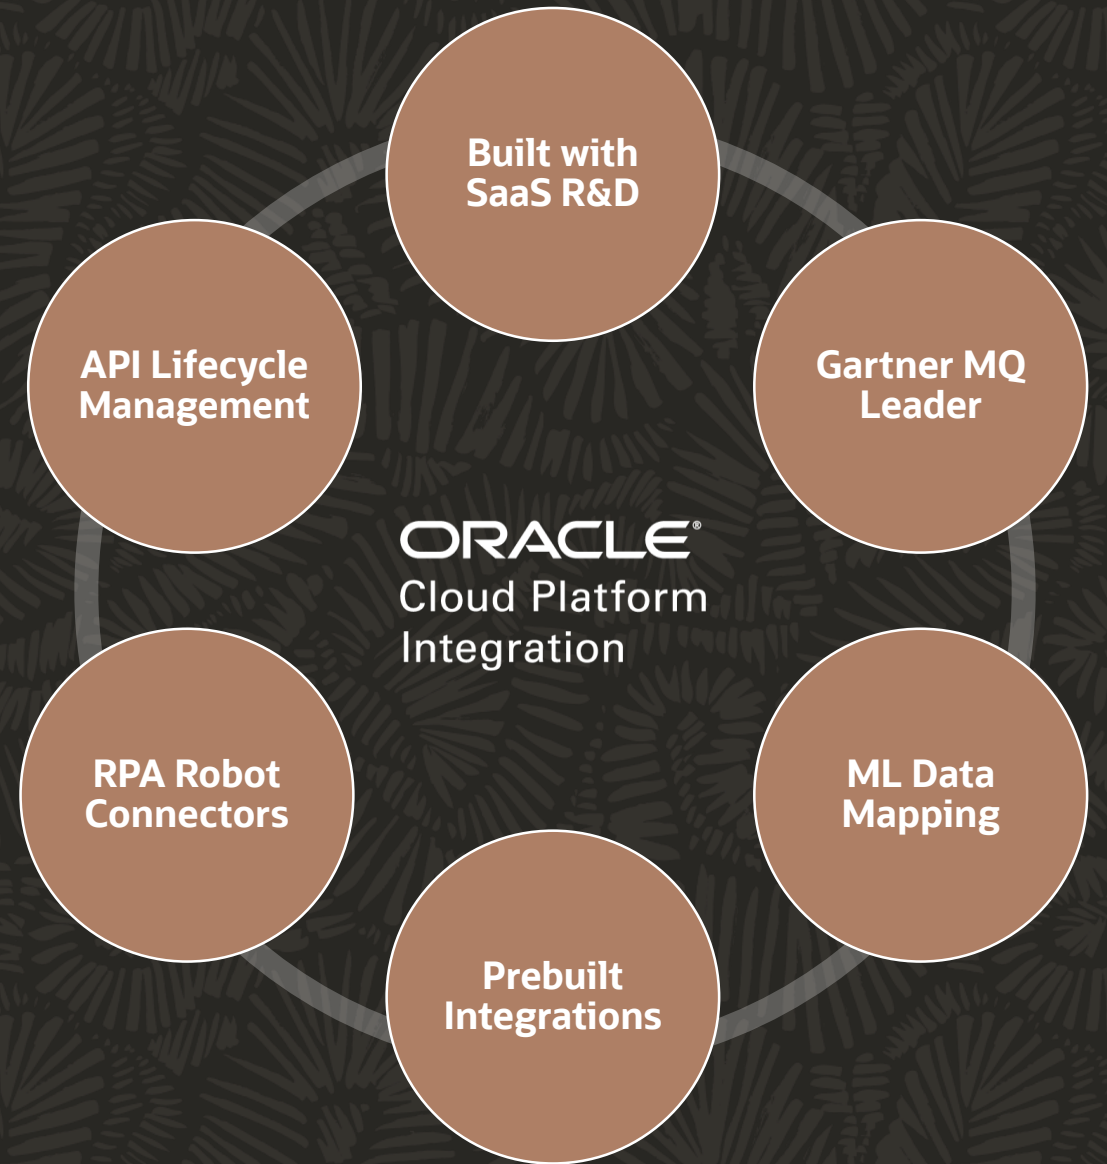 Built with
SaaS R&D
API Lifecycle
Management
Gartner MQ
Leader
ORACLE®
Cloud Platform
Integration
RPA Robot
Connectors
ML Data
Mapping
Prebuilt
Integrations